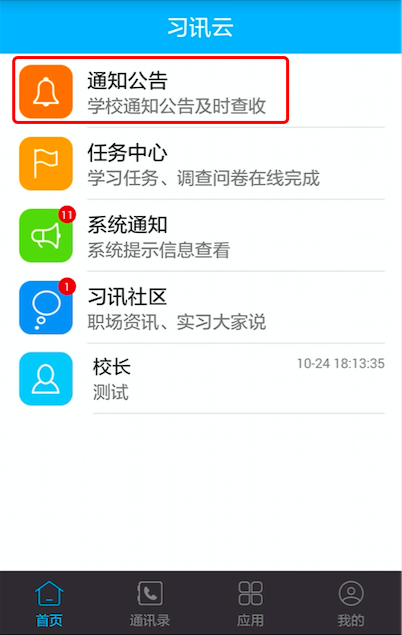 习讯云
通知公告
学校通知公告及时查收
任务中心
学习任务、调查问卷在线完成
11
系统通知
系统提示信息查看
1
习讯社区
职场资讯、实习大家说
校长
10-24 18:13:35
测试
首页
通讯录
应用
我的